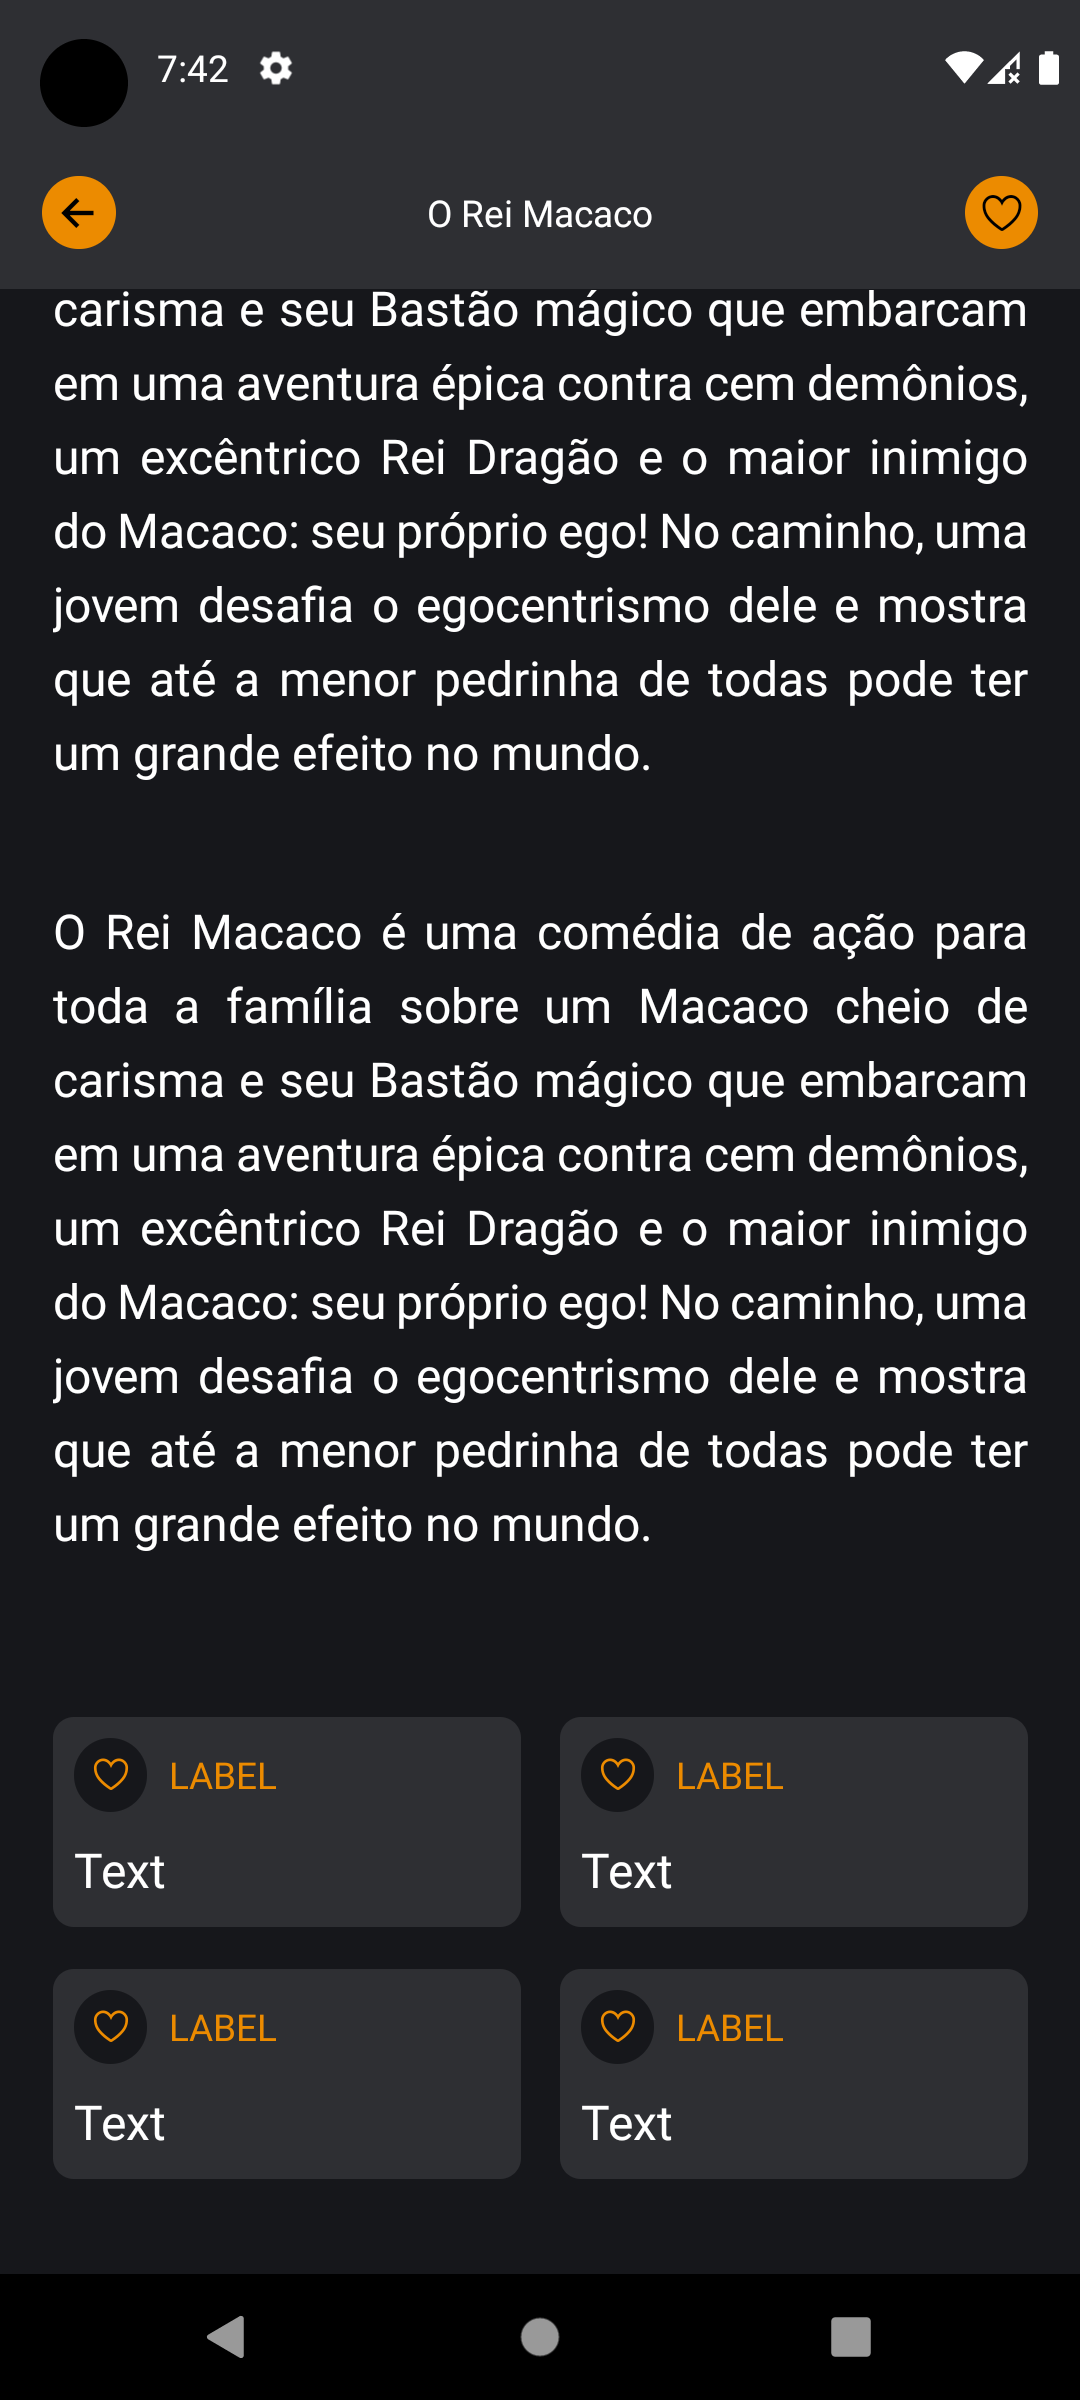 7:42
O Rei Macaco
carisma e seu Bastão mágico que embarcam
em uma aventura épica contra cem demônios,
um excêntrico Rei Dragão e o maior inimigo
do Macaco: seu próprio ego! No caminho, uma
jovem desafia o egocentrismo dele e mostra
que até a menor pedrinha de todas pode ter
um grande efeito no mundo.
O Rei Macaco é uma comédia de ação para
toda a família sobre um Macaco cheio de
carisma e seu Bastão mágico que embarcam
em uma aventura épica contra cem demônios,
um excêntrico Rei Dragão e o maior inimigo
do Macaco: seu próprio ego! No caminho, uma
jovem desafia o egocentrismo dele e mostra
que até a menor pedrinha de todas pode ter
um grande efeito no mundo.
LABEL
Text
LABEL
Text
LABEL
Text
LABEL
Text